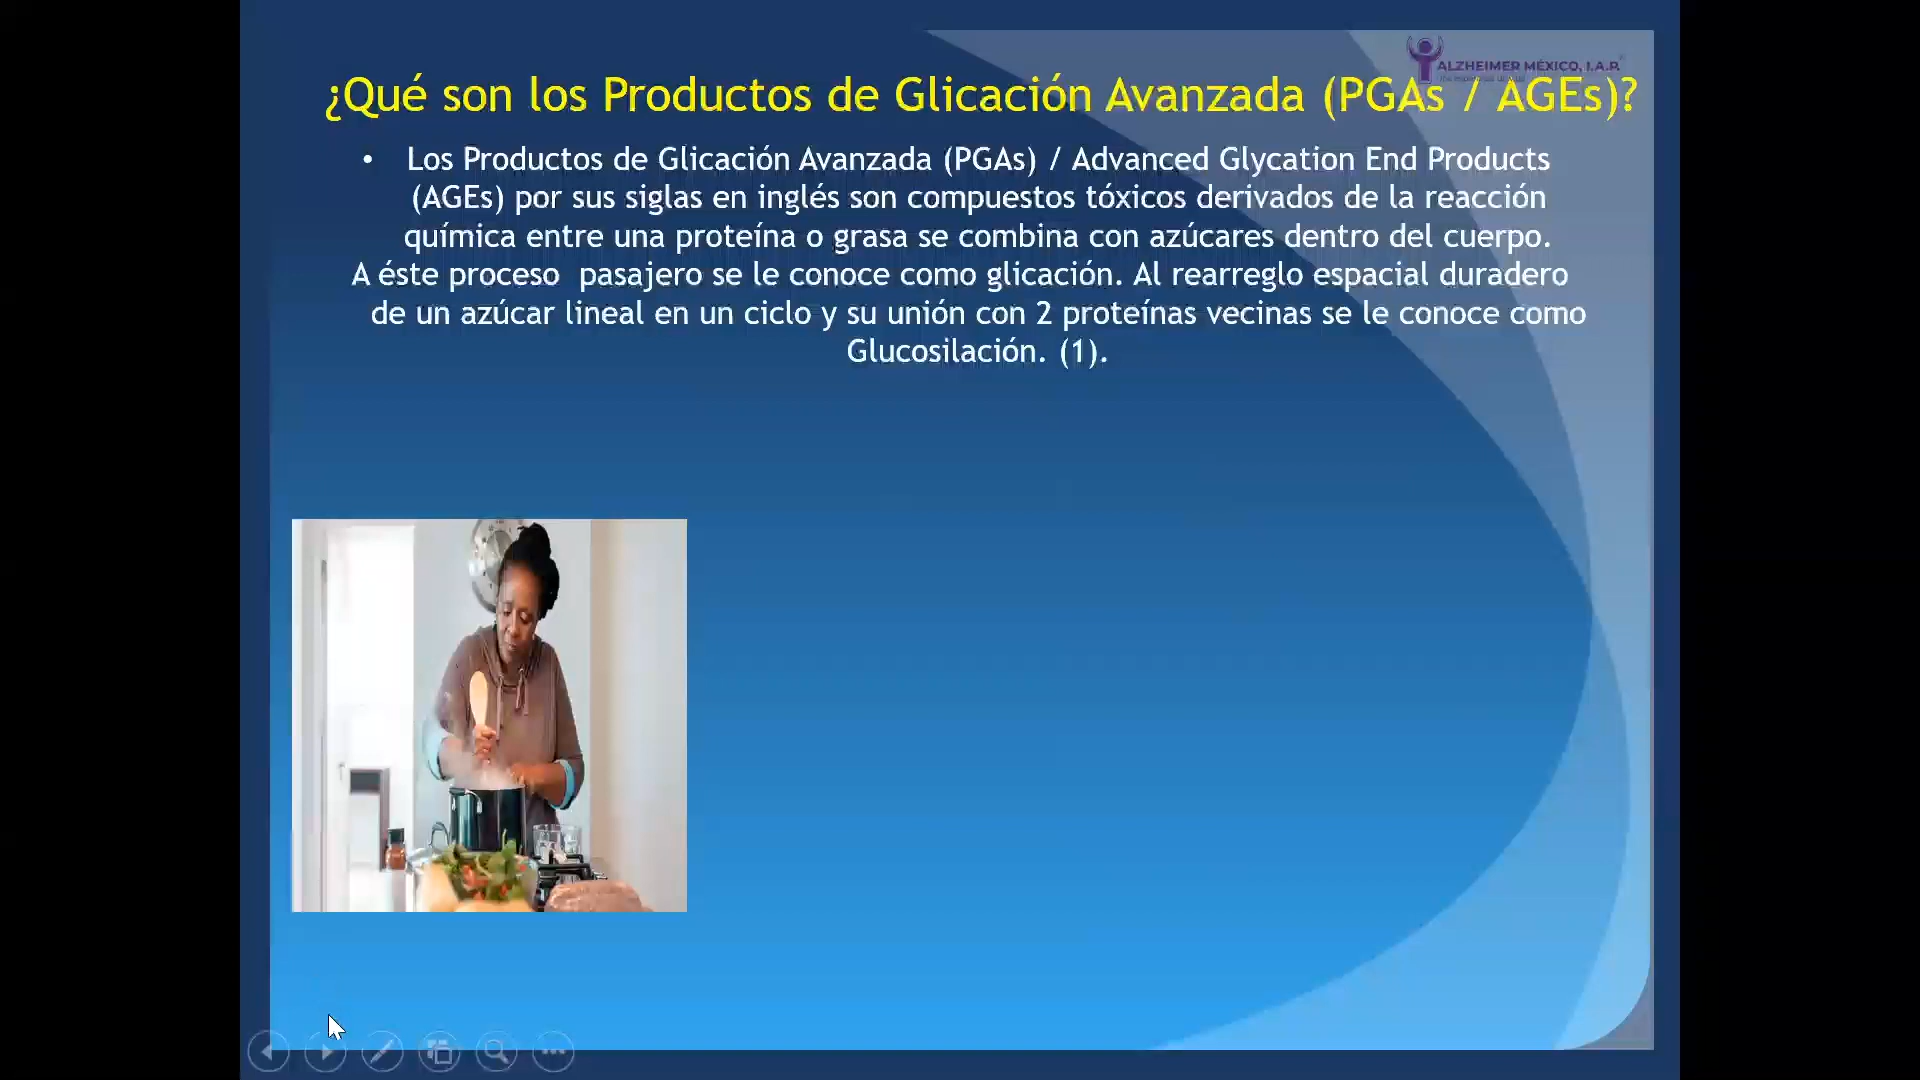 ALZHEIMER MÉXICO, I.A.P.
¿Qué son los Productos de Glicación Avanzada (PGAs / AGEs)?
• Los Productos de Glicación Avanzada (PGAs) / Advanced Glycation End Products
(AGEs) por sus siglas en inglés son compuestos tóxicos derivados de la reacción
química entre una proteína o grasa se combina con azúcares dentro del cuerpo.
A éste proceso pasajero se le conoce como glicación. Al rearreglo espacial duradero
de un azúcar lineal en un ciclo y su unión con 2 proteínas vecinas se le conoce como
Glucosilación. (1).